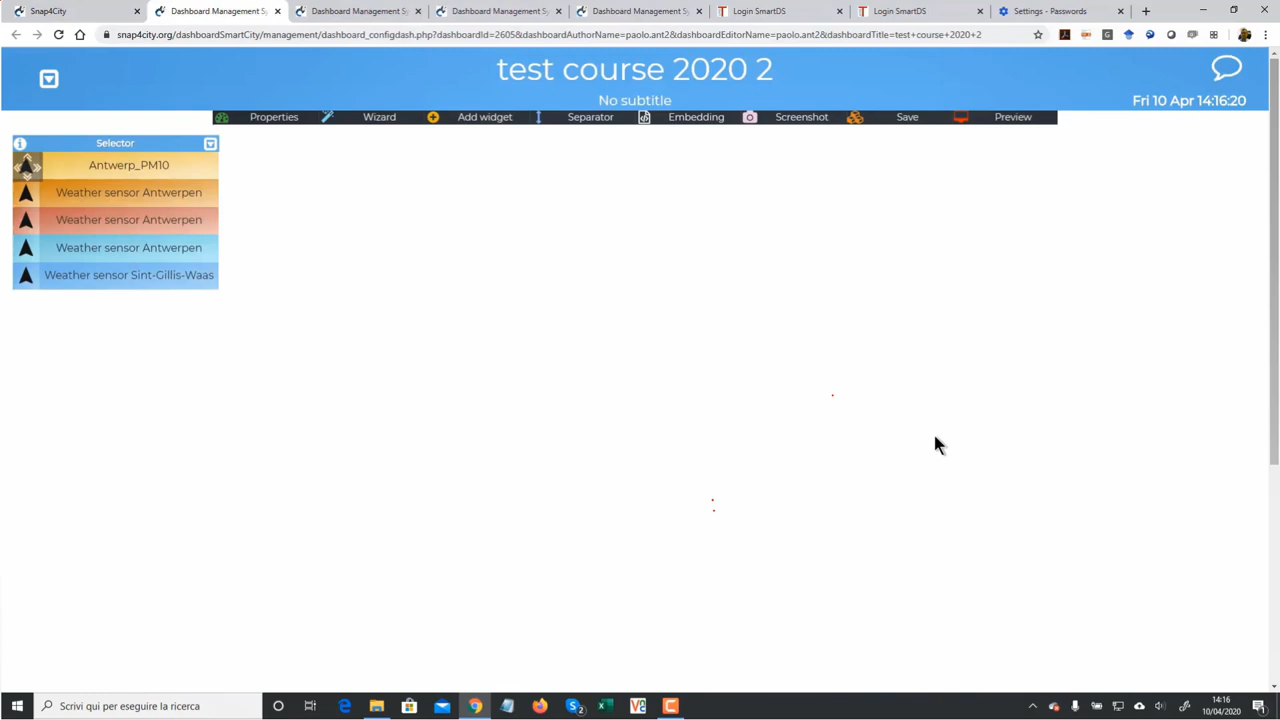 Snap4City
Dashboard Management Sy
Dashboard Management Sy
Dashboard Management Sy
Dashboard Management Sy
Login SmartDS
Login SmartDS
Settings - Passwords
snap4city.org/dashboardSmartCity/management/dashboard_configdash.php?dashboardId=2605&dashboardAuthorName=paolo.ant2&dashboardEditorName=paolo.ant2&dashboardTitle=test+course+2020+2
test course 2020 2
No subtitle
Fri 10 Apr 14:16:20
Properties
Wizard
Add widget
Separator
Embedding
Screenshot
Save
Preview
Selector
Antwerp_PM10
Weather sensor Antwerpen
Weather sensor Antwerpen
Weather sensor Antwerpen
Weather sensor Sint-Gillis-Waas
Scrivi qui per eseguire la ricerca
14:16
10/04/2020